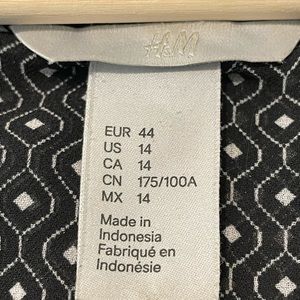 H&M
EUR 44
US 14
CA 14
CN 175/100A
MX 14
Made in
Indonesia
Fabriqué en
Indonésie